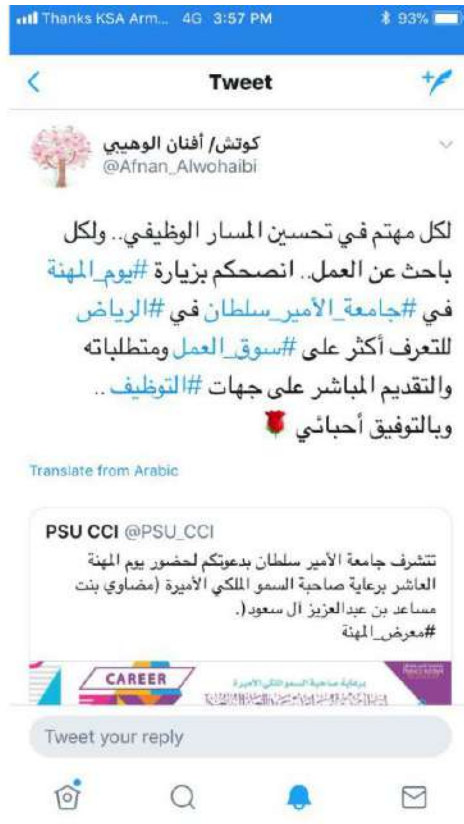 Thanks KSA Arm... 4G 3:57 PM 93%
Tweet
كوتش/ أفنان الوهيبي
@Afnan_Alwohaibi
لكل مهتم في تحسين المسار الوظيفي.. ولكل
باحث عن العمل.. انصحكم بزيارة #يوم_المهنة
في #جامعة_الأمير_سلطان في #الرياض
للتعرف أكثر على #سوق_العمل ومتطلباته
والتقديم المباشر على جهات #التوظيف ..
وبالتوفيق أحبائي 🌹
Translate from Arabic
PSU CCI @PSU_CCI
تتشرف جامعة الأمير سلطان بدعوتكم لحضور يوم المهنة
العاشر برعاية صاحبة السمو الملكي الأميرة (مضاوي بنت
مساعد بن عبدالعزيز آل سعود(.
#معرض_المهنة
CAREER
برعاية صاحبة السمو الملكي الأميرة
Tweet your reply